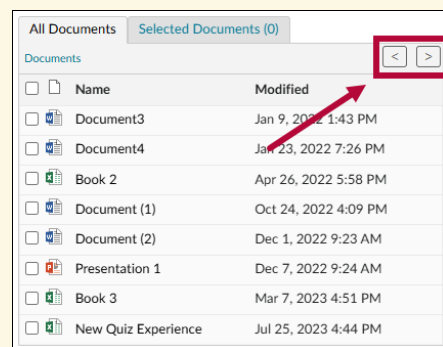 All Documents Selected Documents (0)
Documents < >
Name Modified
Document3 Jan 9, 2022 1:43 PM
Document4 Jan 23, 2022 7:26 PM
Book 2 Apr 26, 2022 5:58 PM
Document (1) Oct 24, 2022 4:09 PM
Document (2) Dec 1, 2022 9:23 AM
Presentation 1 Dec 7, 2022 9:24 AM
Book 3 Mar 7, 2023 4:51 PM
New Quiz Experience Jul 25, 2023 4:44 PM